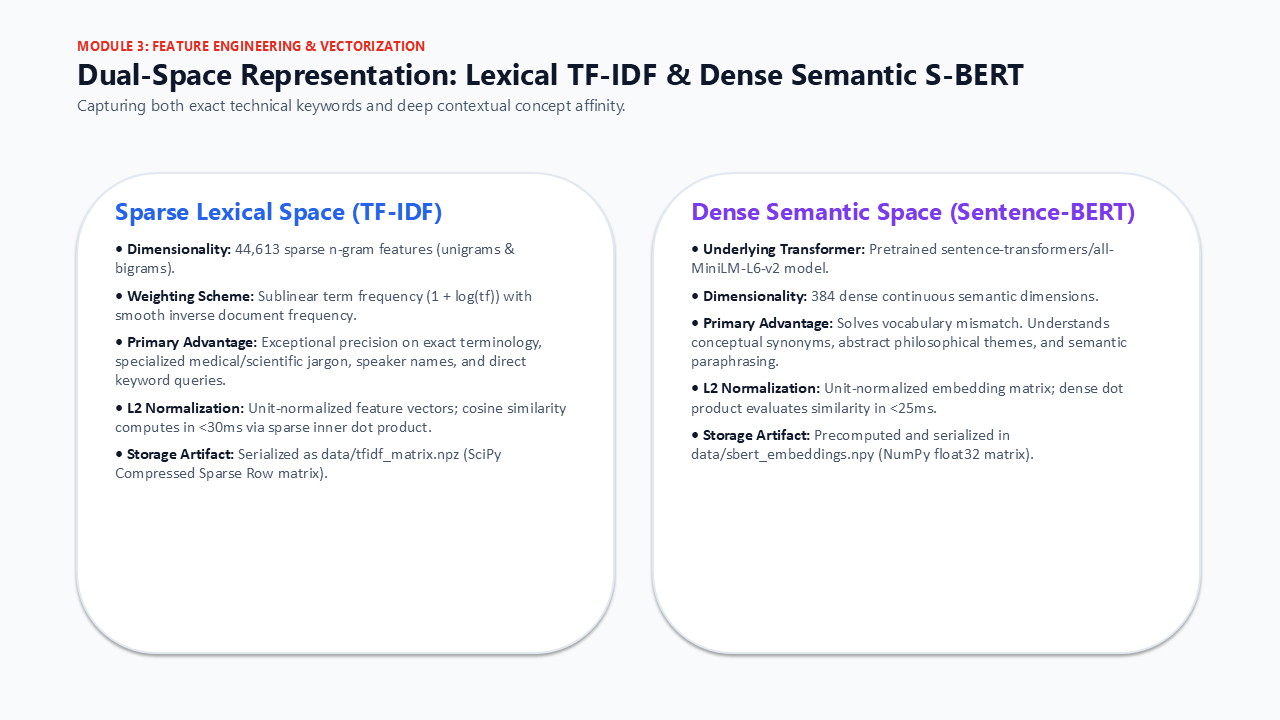 MODULE 3: FEATURE ENGINEERING & VECTORIZATION
Dual-Space Representation: Lexical TF-IDF & Dense Semantic S-BERT
Capturing both exact technical keywords and deep contextual concept affinity.
Sparse Lexical Space (TF-IDF)
• Dimensionality: 44,613 sparse n-gram features (unigrams &
bigrams).
• Weighting Scheme: Sublinear term frequency (1 + log(tf)) with
smooth inverse document frequency.
• Primary Advantage: Exceptional precision on exact terminology,
specialized medical/scientific jargon, speaker names, and direct
keyword queries.
• L2 Normalization: Unit-normalized feature vectors; cosine similarity
computes in <30ms via sparse inner dot product.
• Storage Artifact: Serialized as data/tfidf_matrix.npz (SciPy
Compressed Sparse Row matrix).
Dense Semantic Space (Sentence-BERT)
• Underlying Transformer: Pretrained sentence-transformers/all-
MiniLM-L6-v2 model.
• Dimensionality: 384 dense continuous semantic dimensions.
• Primary Advantage: Solves vocabulary mismatch. Understands
conceptual synonyms, abstract philosophical themes, and semantic
paraphrasing.
• L2 Normalization: Unit-normalized embedding matrix; dense dot
product evaluates similarity in <25ms.
• Storage Artifact: Precomputed and serialized in
data/sbert_embeddings.npy (NumPy float32 matrix).